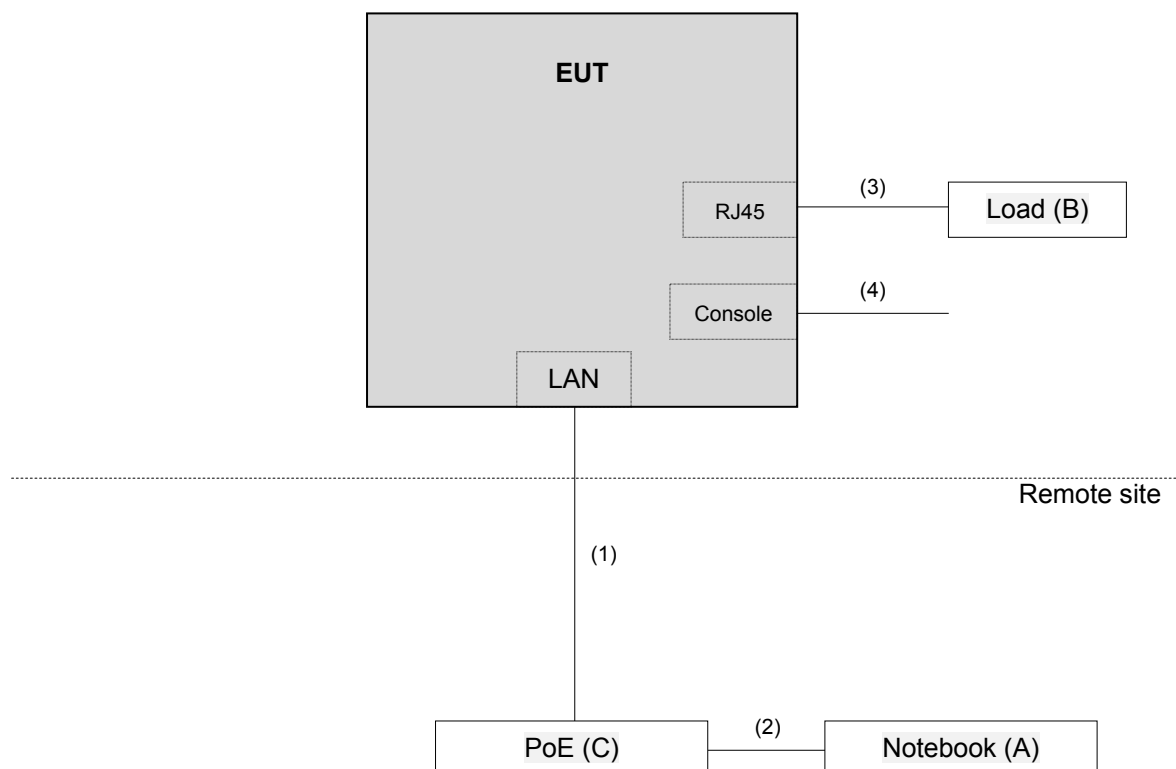 EUT
(3)
RJ45
Load (B)
(4)
Console
LAN
Remote site
(1)
(2)
PoE (C)
Notebook (A)